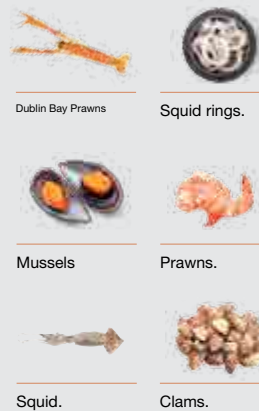 Dublin Bay Prawns
Squid rings.
Mussels
Prawns.
Squid.
Clams.